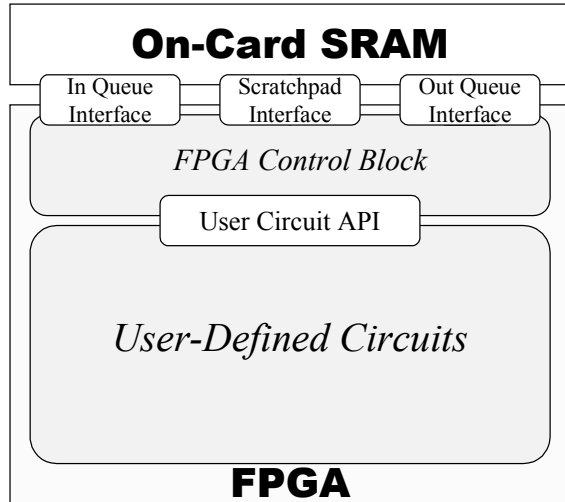 On-Card SRAM
In Queue
Interface
Scratchpad
Interface
Out Queue
Interface
FPGA Control Block
User Circuit API
User-Defined Circuits
FPGA